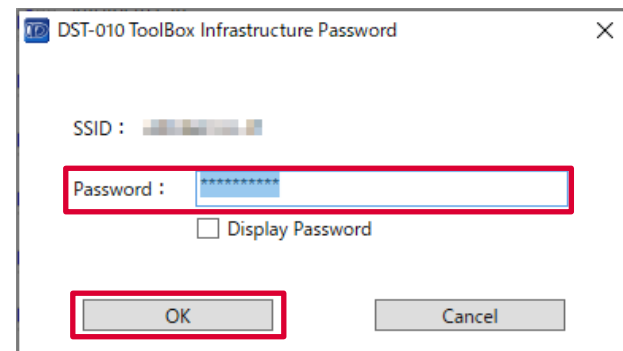 DST-010 ToolBox Infrastructure Password
SSID :
Password : **********
Display Password
OK Cancel